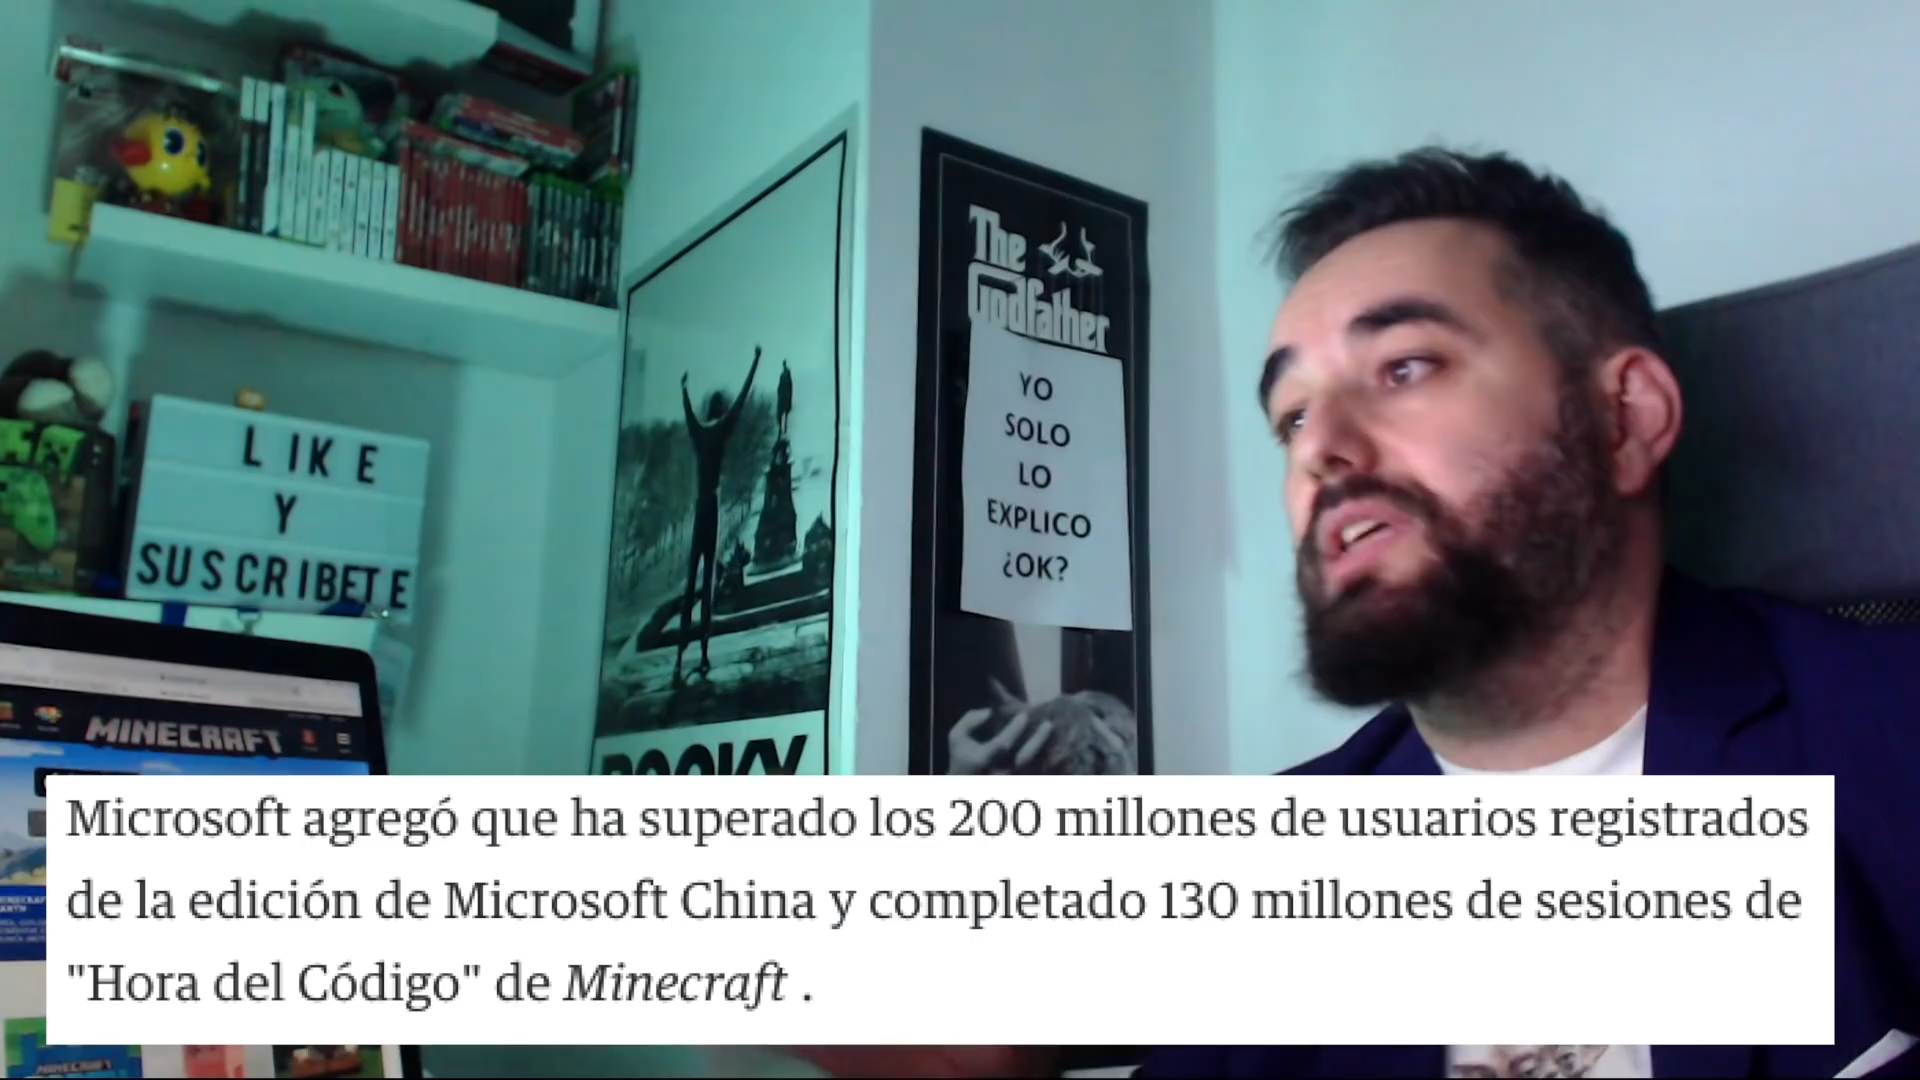 The
Godfather
YO
SOLO
LO
EXPLICO
¿OK?
LIKE
Y
SUSCRIBETE
MINECRAFT
Microsoft agregó que ha superado los 200 millones de usuarios registrados
de la edición de Microsoft China y completado 130 millones de sesiones de
"Hora del Código" de Minecraft .